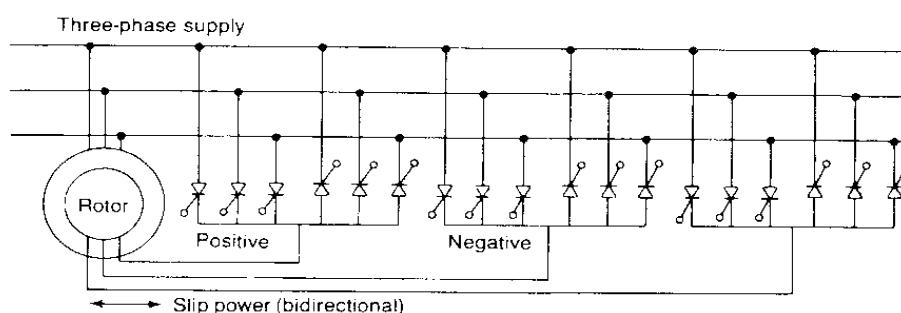 Three-phase supply
Rotor
Positive
Negative
Slip power (bidirectional)